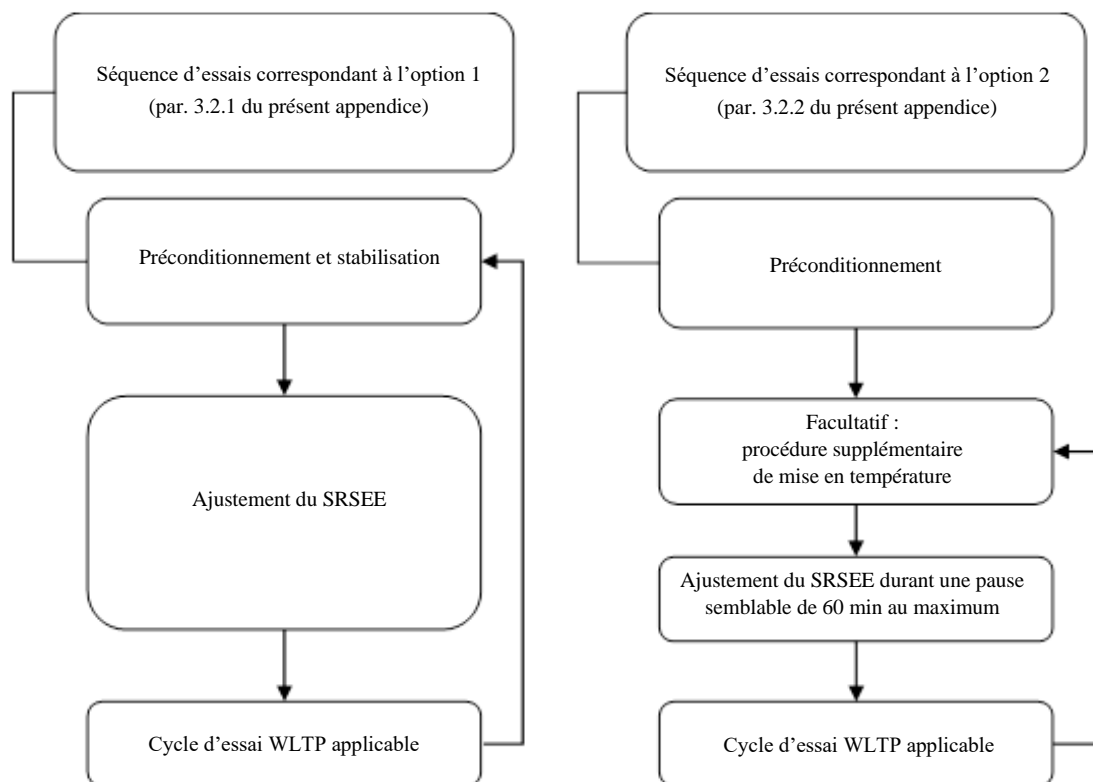 Séquence d'essais correspondant à l'option 1
(par. 3.2.1 du présent appendice)
Préconditionnement et stabilisation
Ajustement du SRSEE
Cycle d'essai WLTP applicable
Séquence d'essais correspondant à l'option 2
(par. 3.2.2 du présent appendice)
Préconditionnement
Facultatif :
procédure supplémentaire
de mise en température
Ajustement du SRSEE durant une pause
semblable de 60 min au maximum
Cycle d'essai WLTP applicable